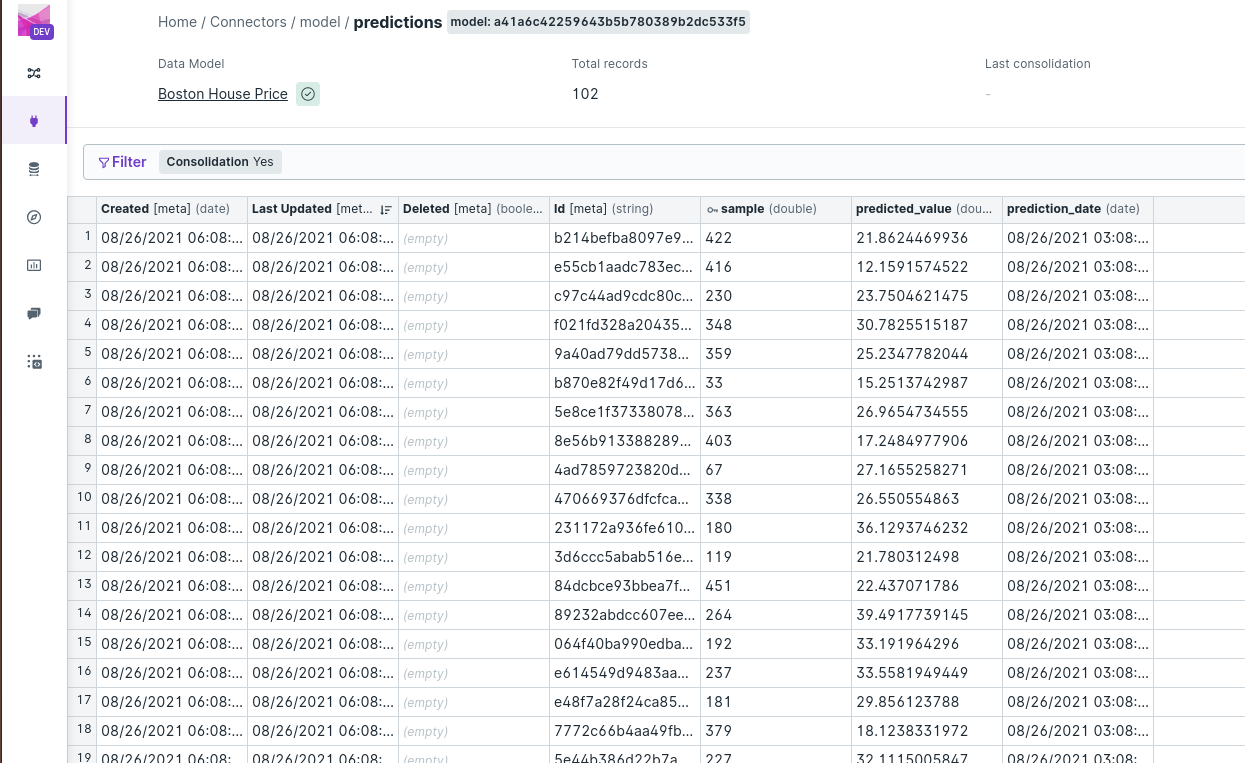 DEV
Home / Connectors / model / predictions model: a41a6c42259643b5b780389b2dc533f5
Data Model Total records Last consolidation
Boston House Price 102 -
Filter Consolidation Yes
Created [meta] (date) Last Updated [met... Deleted [meta] (boole... Id [meta] (string) sample (double) predicted_value (dou... prediction_date (date)
1 08/26/2021 06:08:... 08/26/2021 06:08:... (empty) b214befba8097e9... 422 21.8624469936 08/26/2021 03:08:...
2 08/26/2021 06:08:... 08/26/2021 06:08:... (empty) e55cb1aadc783ec... 416 12.1591574522 08/26/2021 03:08:...
3 08/26/2021 06:08:... 08/26/2021 06:08:... (empty) c97c44ad9cdc80c... 230 23.7504621475 08/26/2021 03:08:...
4 08/26/2021 06:08:... 08/26/2021 06:08:... (empty) f021fd328a20435... 348 30.7825515187 08/26/2021 03:08:...
5 08/26/2021 06:08:... 08/26/2021 06:08:... (empty) 9a40ad79dd5738... 359 25.2347782044 08/26/2021 03:08:...
6 08/26/2021 06:08:... 08/26/2021 06:08:... (empty) b870e82f49d17d6... 33 15.2513742987 08/26/2021 03:08:...
7 08/26/2021 06:08:... 08/26/2021 06:08:... (empty) 5e8ce1f37338078... 363 26.9654734555 08/26/2021 03:08:...
8 08/26/2021 06:08:... 08/26/2021 06:08:... (empty) 8e56b913388289... 403 17.2484977906 08/26/2021 03:08:...
9 08/26/2021 06:08:... 08/26/2021 06:08:... (empty) 4ad7859723820d... 67 27.1655258271 08/26/2021 03:08:...
10 08/26/2021 06:08:... 08/26/2021 06:08:... (empty) 470669376dfcfca... 338 26.550554863 08/26/2021 03:08:...
11 08/26/2021 06:08:... 08/26/2021 06:08:... (empty) 231172a936fe610... 180 36.1293746232 08/26/2021 03:08:...
12 08/26/2021 06:08:... 08/26/2021 06:08:... (empty) 3d6ccc5abab516e... 119 21.780312498 08/26/2021 03:08:...
13 08/26/2021 06:08:... 08/26/2021 06:08:... (empty) 84dcbce93bbea7f... 451 22.437071786 08/26/2021 03:08:...
14 08/26/2021 06:08:... 08/26/2021 06:08:... (empty) 89232abdcc607ee... 264 39.4917739145 08/26/2021 03:08:...
15 08/26/2021 06:08:... 08/26/2021 06:08:... (empty) 064f40ba990edba... 192 33.191964296 08/26/2021 03:08:...
16 08/26/2021 06:08:... 08/26/2021 06:08:... (empty) e614549d9483aa... 237 33.5581949449 08/26/2021 03:08:...
17 08/26/2021 06:08:... 08/26/2021 06:08:... (empty) e48f7a28f24ca85... 181 29.856123788 08/26/2021 03:08:...
18 08/26/2021 06:08:... 08/26/2021 06:08:... (empty) 7772c66b4aa49fb... 379 18.1238331972 08/26/2021 03:08:...
19 08/26/2021 06:08:... 08/26/2021 06:08:... (empty) 5e44b386d22b7a... 227 32.1115005847 08/26/2021 03:08:...